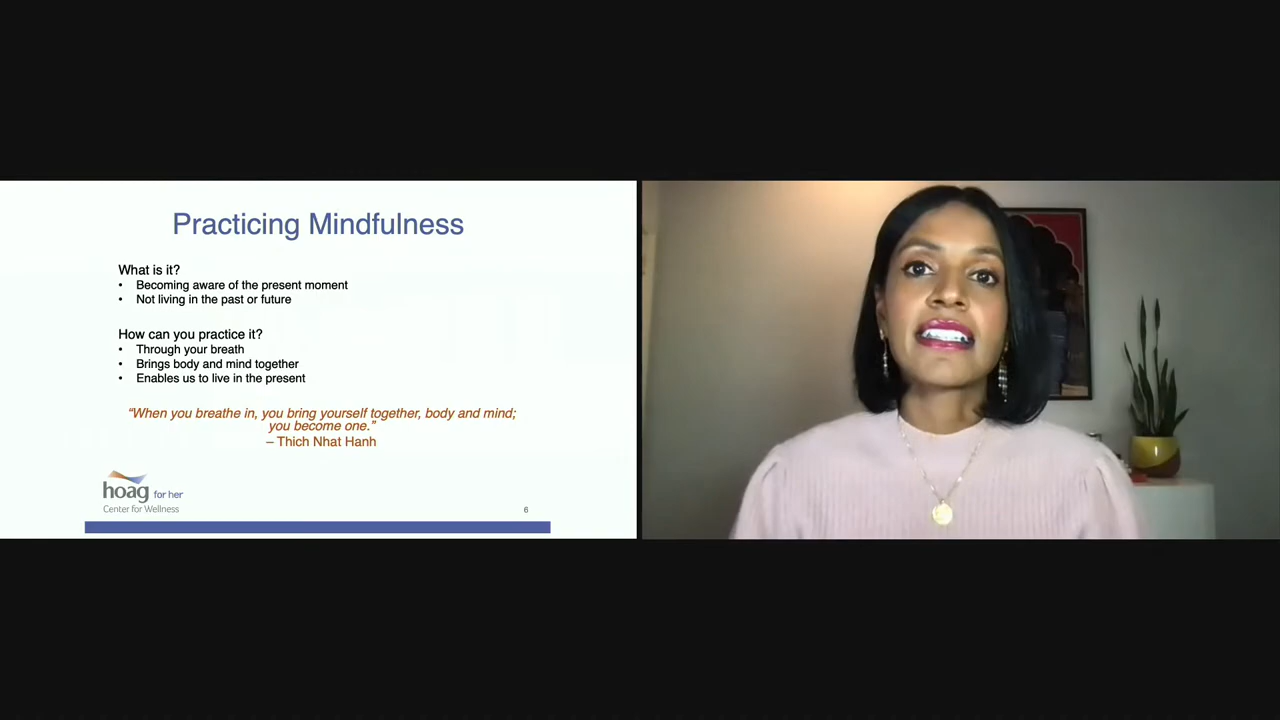 Practicing Mindfulness
What is it?
• Becoming aware of the present moment
• Not living in the past or future
How can you practice it?
• Through your breath
• Brings body and mind together
• Enables us to live in the present
“When you breathe in, you bring yourself together, body and mind;
you become one.”
– Thich Nhat Hanh
hoag for her
Center for Wellness
6